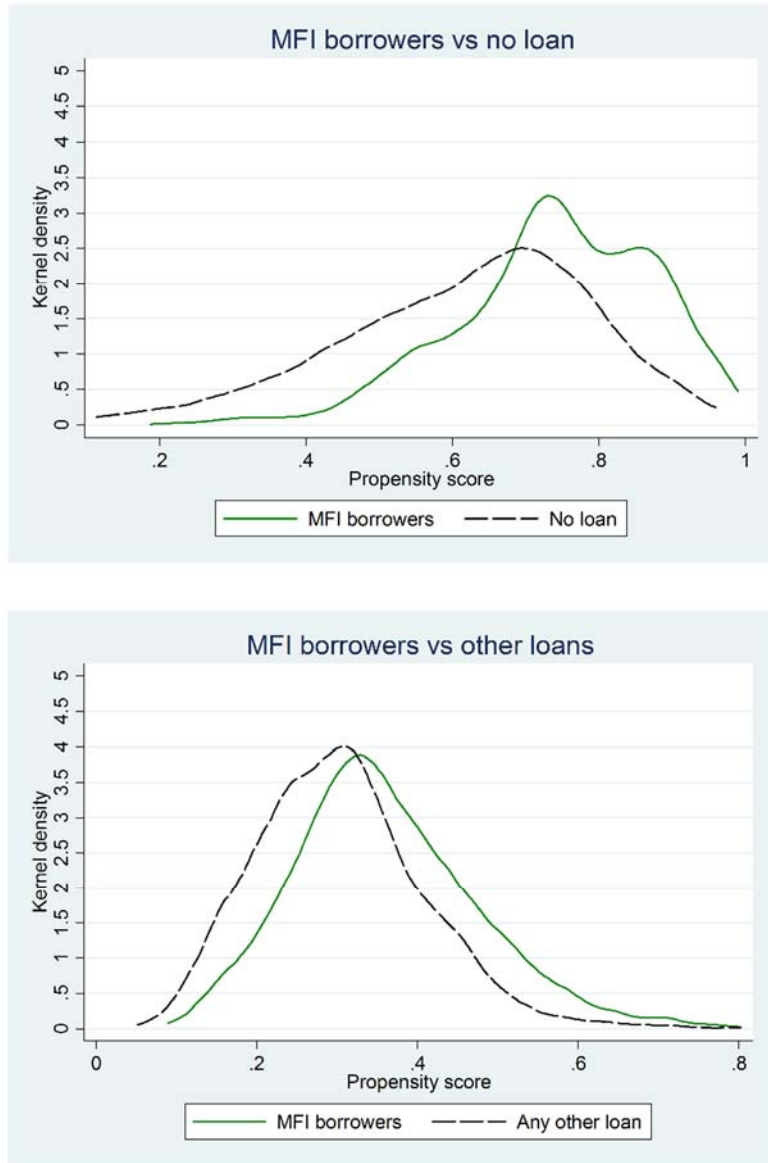 MFI borrowers vs no loan
5
4.5
4
3.5
3
2.5
2
1.5
1
.5
0
Kernel density
.2 .4 .6 .8 1
Propensity score
MFI borrowers No loan
MFI borrowers vs other loans
5
4.5
4
3.5
3
2.5
2
1.5
1
.5
0
Kernel density
0 .2 .4 .6 .8
Propensity score
MFI borrowers Any other loan